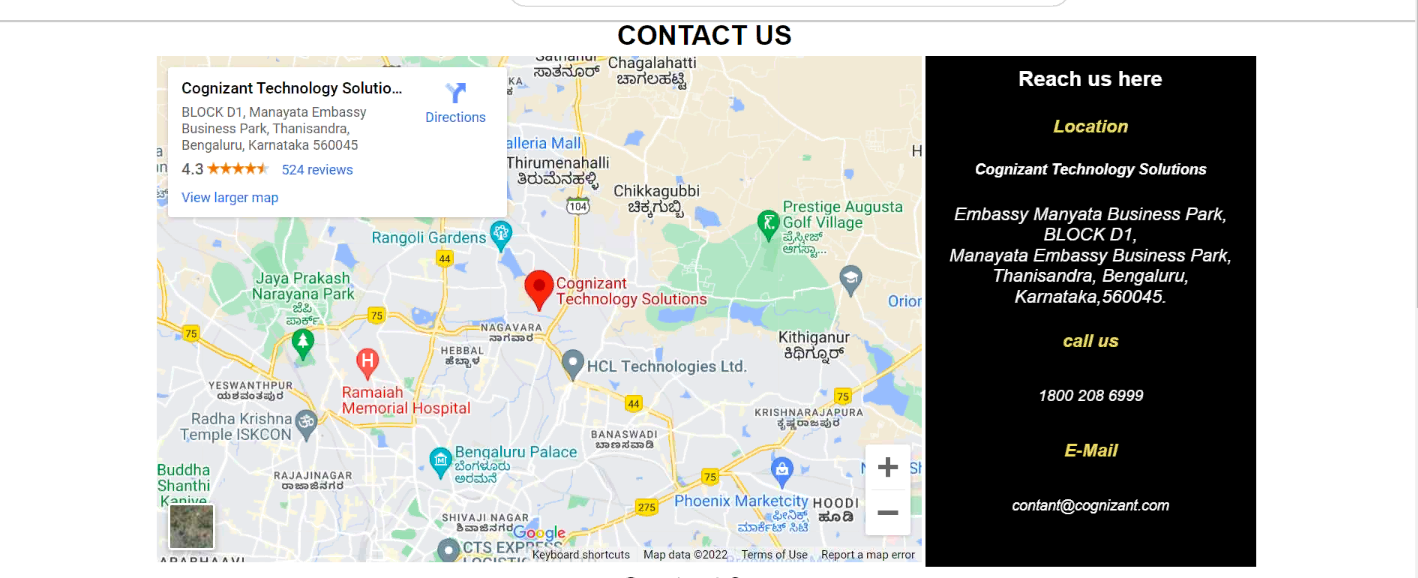 CONTACT US
Cognizant Technology Solutio...
BLOCK D1, Manayata Embassy
Business Park, Thanisandra,
Bengaluru, Karnataka 560045
4.3
524 reviews
View larger map
Directions
Chagalahatti
ಚಾಗಲಹಟ್ಟಿ
ಸಾತನೂರ್
alleria Mall
Thirumenahalli
ತಿರುಮೆನಹಳ್ಳಿ
Chikkagubbi
ಚಿಕ್ಕಗುಬ್ಬಿ
104
Prestige Augusta
Golf Village
ಪ್ರೆಸ್ಟೀಜ್
ಆಗಸ್ಟಾ...
Rangoli Gardens
44
Jaya Prakash
Narayana Park
ಜೆಪಿ
ಪಾರ್ಕ್
Cognizant
Technology Solutions
Orion
75
75
NAGAVARA
ನಾಗವಾರ
HEBBAL
ಹೆಬ್ಬಾಳ
Kithiganur
ಕಿಥಿಗ್ನೂರ್
HCL Technologies Ltd.
H
Ramaiah
Memorial Hospital
YESWANTHPUR
ಯಶವಂತಪುರ
44
75
Radha Krishna
Temple ISKCON
KRISHNARAJAPURA
ಕೃಷ್ಣರಾಜಪುರ
BANASWADI
ಬಾಣಸವಾಡಿ
Bengaluru Palace
ಬೆಂಗಳೂರು
ಅರಮನೆ
Buddha
Shanthi
Kanive
RAJAJINAGAR
ರಾಜಾಜಿನಗರ
75
275
Phoenix Marketcity
ಫೀನಿಕ್ಸ್
ಮಾರ್ಕೆಟ್ ಸಿಟಿ
HOODI
ಹೂಡಿ
SHIVAJI NAGAR
ಶಿವಾಜಿನಗರ
Google
CTS EXPRESS
Keyboard shortcuts
Map data ©2022
Terms of Use
Report a map error
Reach us here
Location
Cognizant Technology Solutions
Embassy Manyata Business Park,
BLOCK D1,
Manayata Embassy Business Park,
Thanisandra, Bengaluru,
Karnataka,560045.
call us
1800 208 6999
E-Mail
contant@cognizant.com